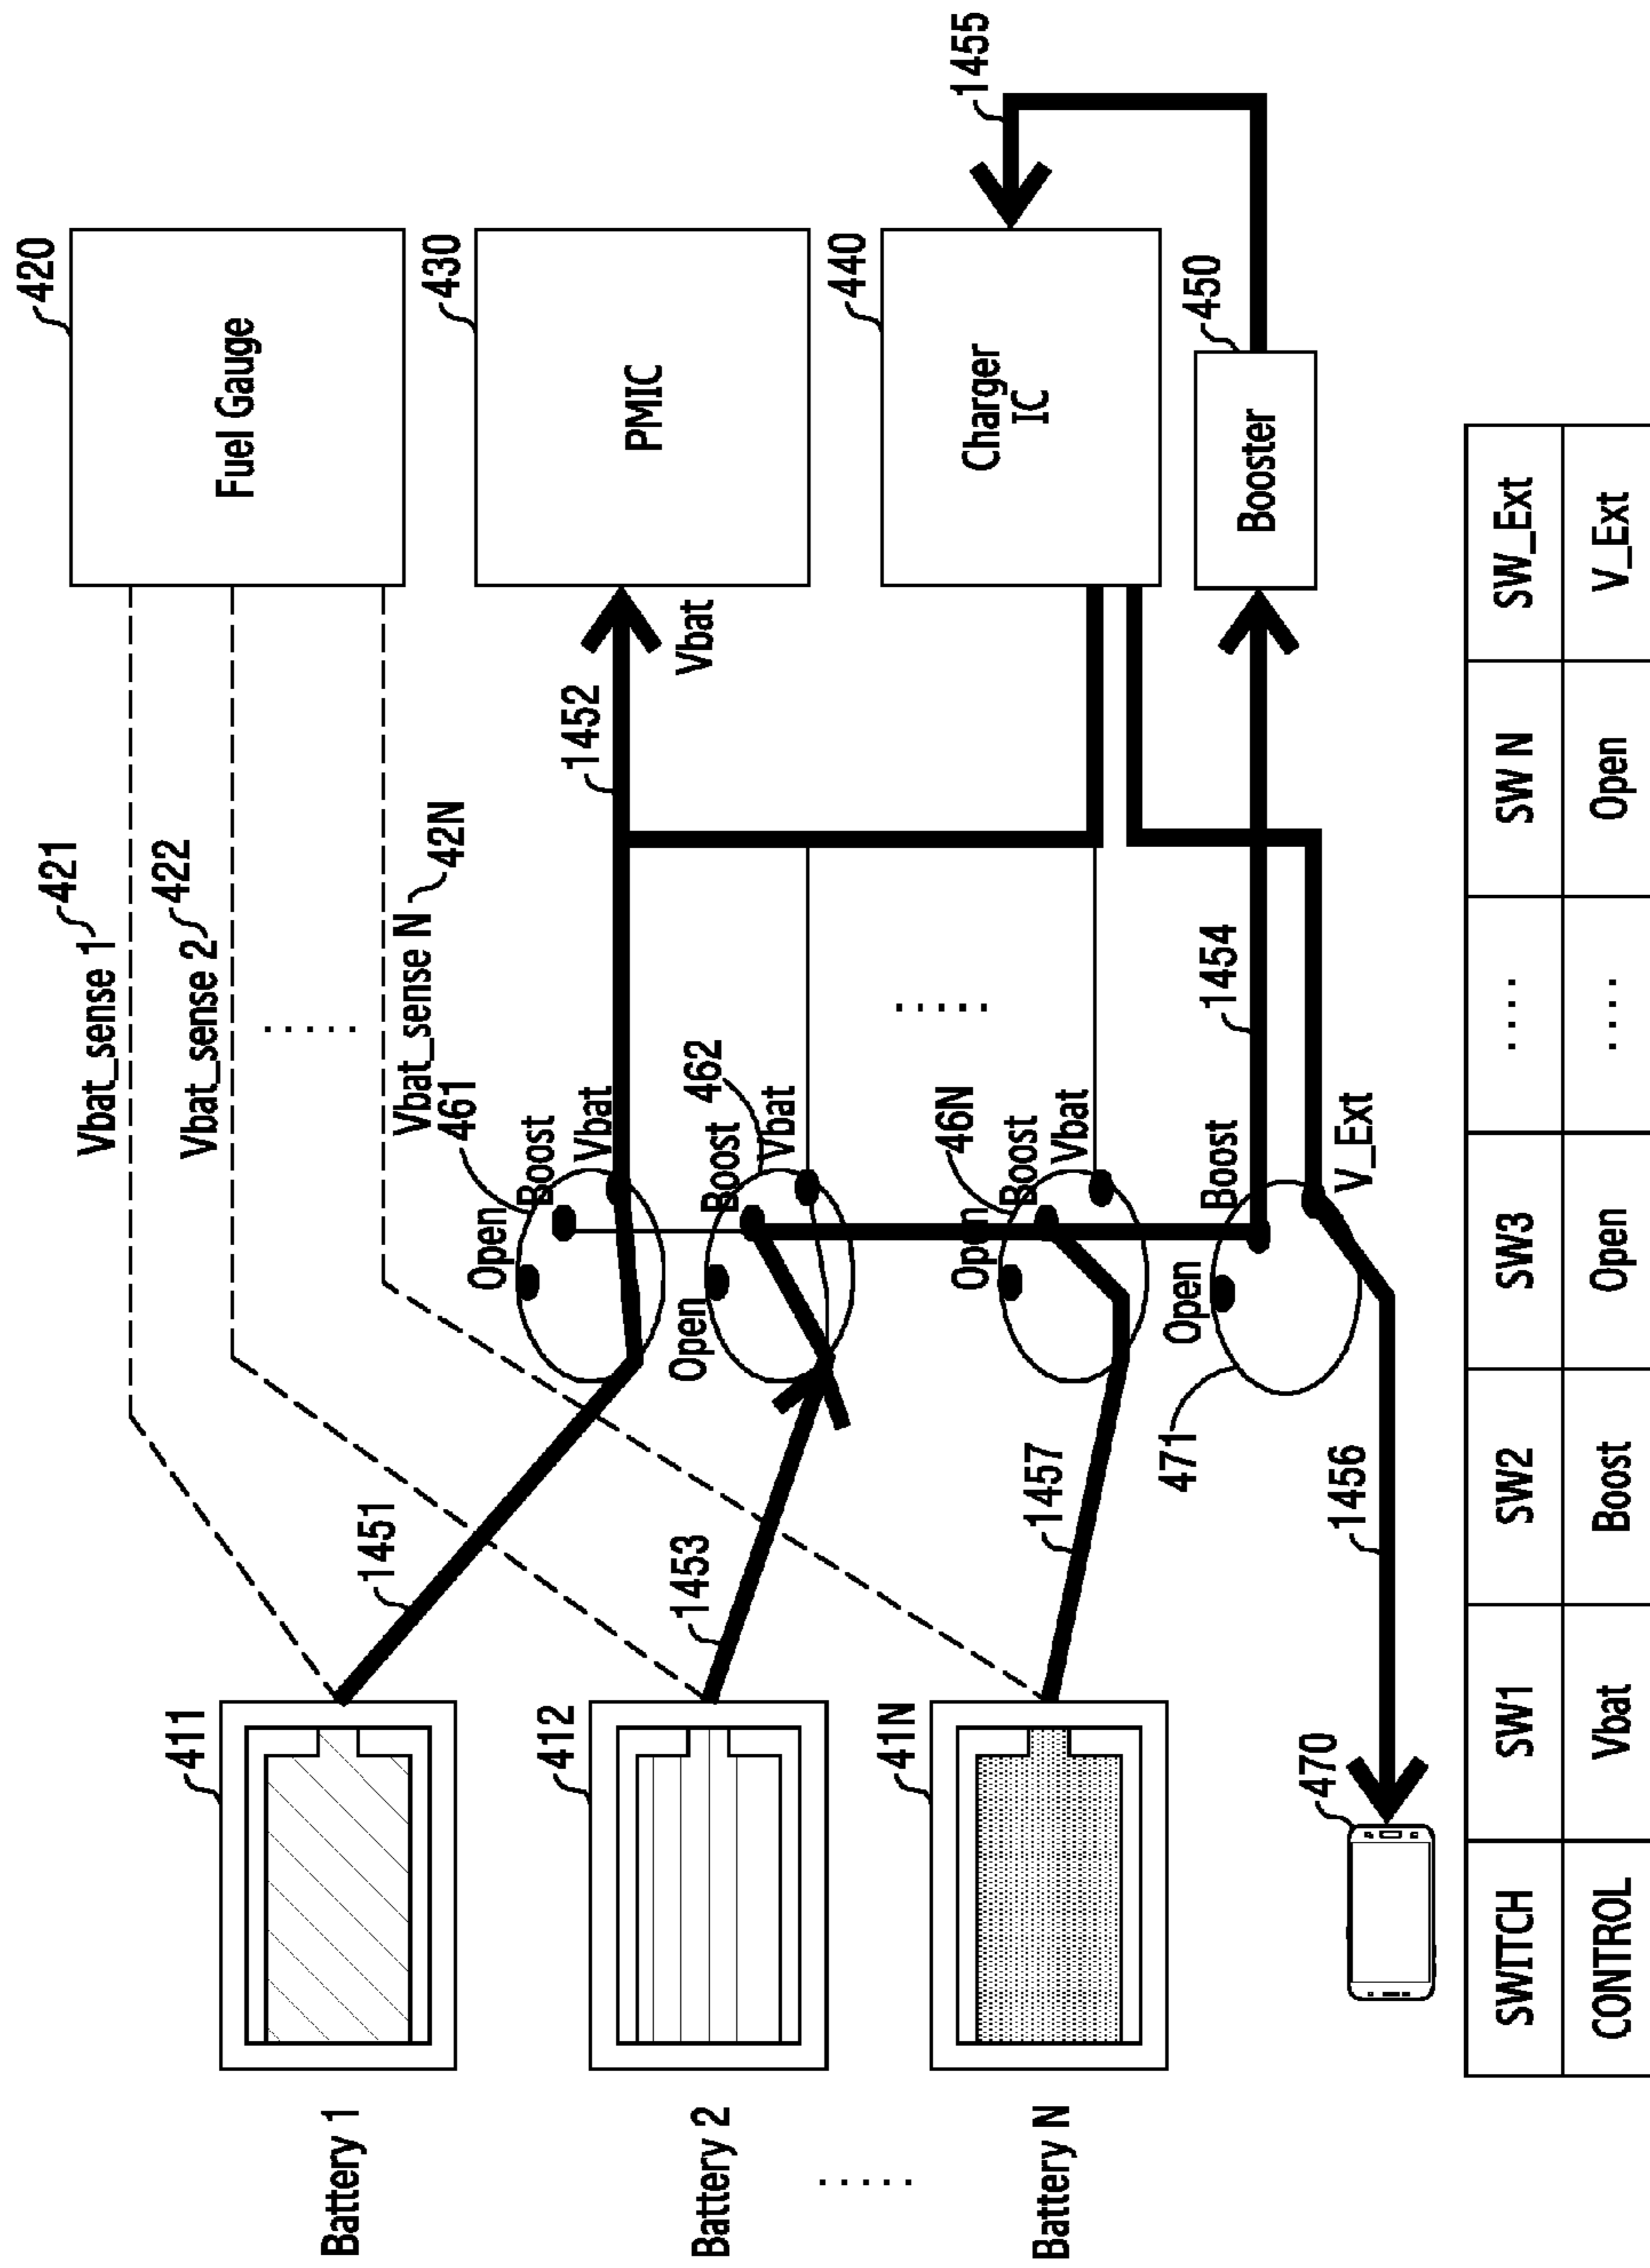 Battery 1
411
1451
Vbat_sense 1
421
420
Fuel Gauge
Vbat_sense 2
422
.....
Vbat_sense N
42N
461
Open
Boost
Vbat
1452
Vbat
430
PMIC
Battery 2
412
1453
Open
Boost
462
Vbat
.....
.....
440
Charger
IC
1455
Battery N
41N
1457
Open
46N
Boost
Vbat
471
Open
Boost
1454
450
Booster
V_Ext
470
1456
SWITCH SW1 SW2 SW3 .... SW N SW_Ext
CONTROL Vbat Boost Open .... Open V_Ext